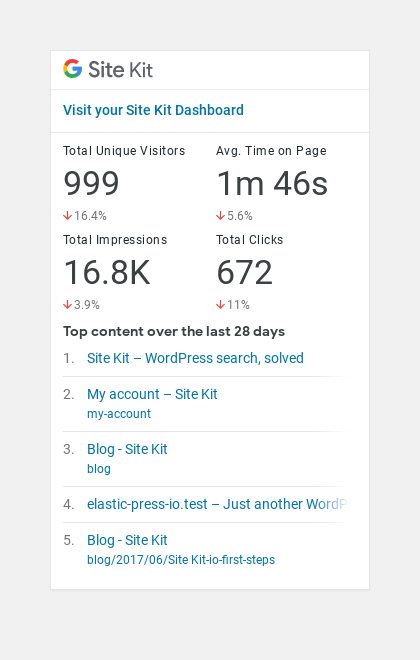 Site Kit
Visit your Site Kit Dashboard
Total Unique Visitors
999
16.4%
Avg. Time on Page
1m 46s
5.6%
Total Impressions
16.8K
3.9%
Total Clicks
672
11%
Top content over the last 28 days
1. Site Kit – WordPress search, solved
2. My account – Site Kit
my-account
3. Blog - Site Kit
blog
4. elastic-press-io.test – Just another WordP
5. Blog - Site Kit
blog/2017/06/Site Kit-io-first-steps